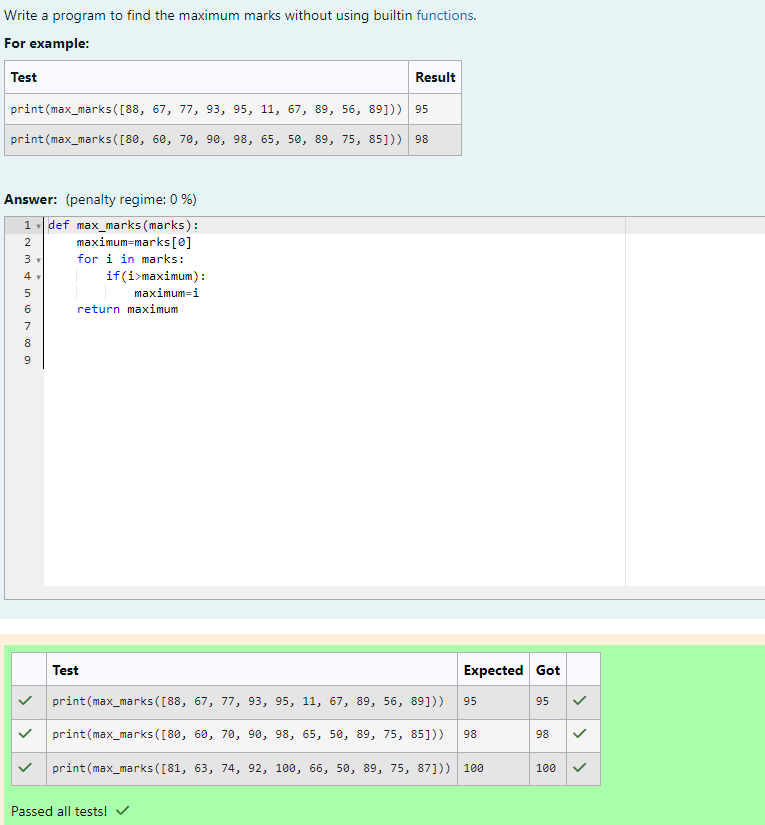 Write a program to find the maximum marks without using builtin functions.
For example:
Test Result
print(max_marks([88, 67, 77, 93, 95, 11, 67, 89, 56, 89])) 95
print(max_marks([80, 60, 70, 90, 98, 65, 50, 89, 75, 85])) 98
Answer: (penalty regime: 0 %)
1 def max_marks(marks):
2     maximum=marks[0]
3     for i in marks:
4         if(i>maximum):
5             maximum=i
6     return maximum
7
8
9
Test Expected Got
print(max_marks([88, 67, 77, 93, 95, 11, 67, 89, 56, 89])) 95 95
print(max_marks([80, 60, 70, 90, 98, 65, 50, 89, 75, 85])) 98 98
print(max_marks([81, 63, 74, 92, 100, 66, 50, 89, 75, 87])) 100 100
Passed all tests!